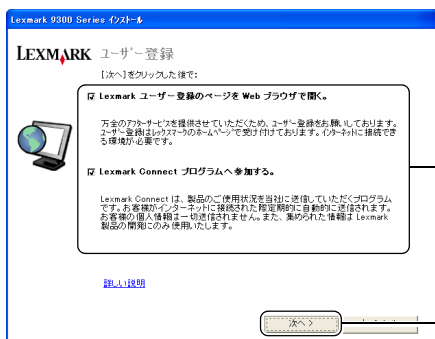 Lexmark 9300 Series インストール
LEXMARK ユーザー登録
[次へ]をクリックした後で:
Lexmark ユーザー登録のページを Web ブラウザで開く。
万全のアフターサービスを提供させていただくため、ユーザー登録をお願いしております。
ユーザー登録はレックスマークのホームページで受け付けております。インターネットに接続でき
る環境が必要です。
Lexmark Connect プログラムへ参加する。
Lexmark Connect は、製品のご使用状況を当社に送信していただくプログラム
です。お客様がインターネットに接続された際定期的に自動的に送信されます。
お客様の個人情報は一切送信されません。また、集められた情報は Lexmark
製品の開発にのみ使用いたします。
詳しい説明
次へ >